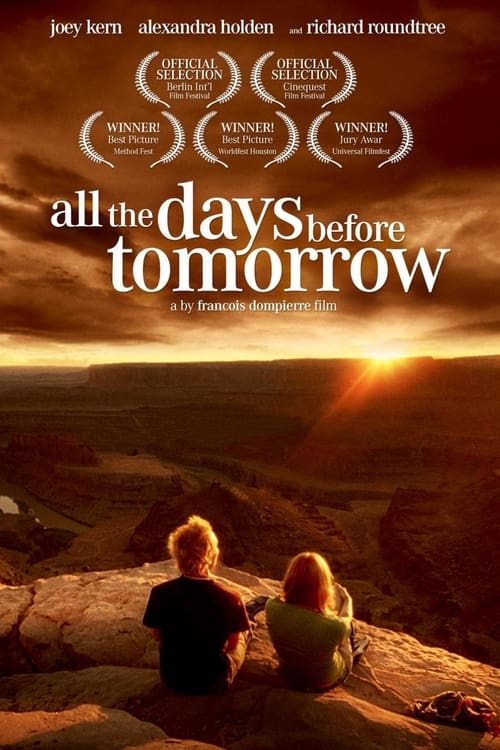 joey kern alexandra holden and richard roundtree
OFFICIAL
SELECTION
Berlin Int'l
Film Festival
OFFICIAL
SELECTION
Cinequest
Film Festival
WINNER!
Best Picture
Method Fest
WINNER!
Best Picture
Worldfest Houston
WINNER!
Jury Awar
Universal Filmfest
all the days before
tomorrow
a by francois dompierre film